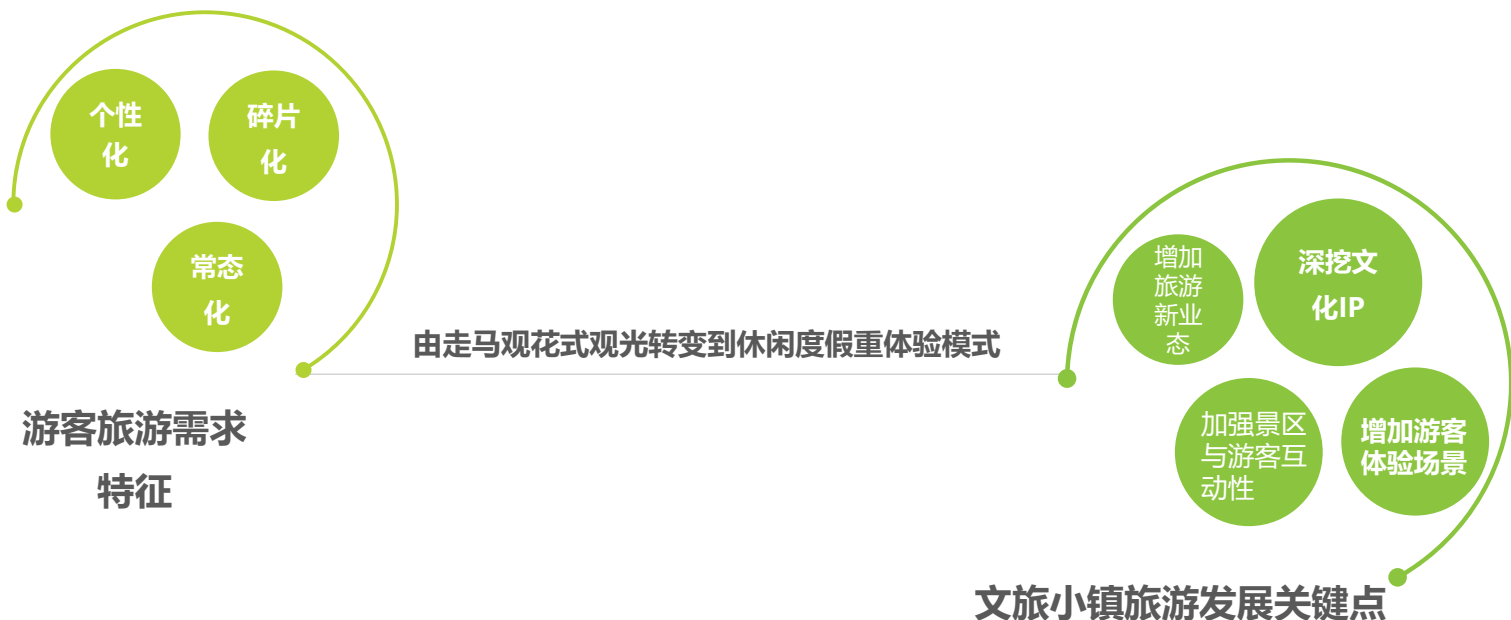 个性
化
碎片
化
常态
化
游客旅游需求
特征
由走马观花式观光转变到休闲度假重体验模式
增加
旅游
新业
态
深挖文
化IP
加强景区
与游客互
动性
增加游客
体验场景
文旅小镇旅游发展关键点